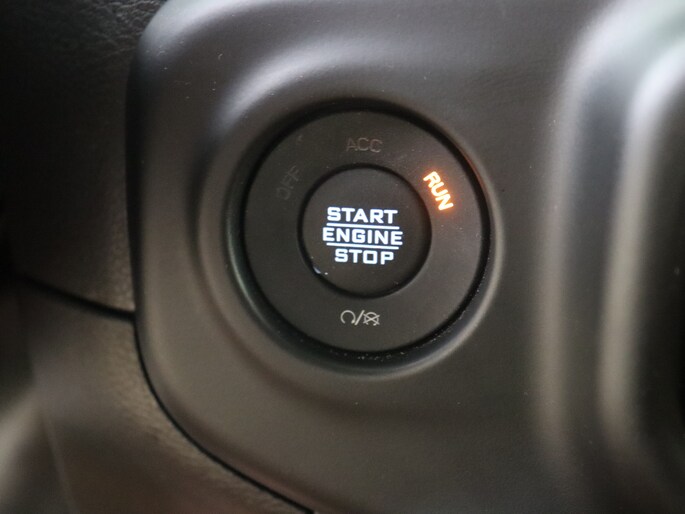 ACC
OFF
RUN
START
ENGINE
STOP